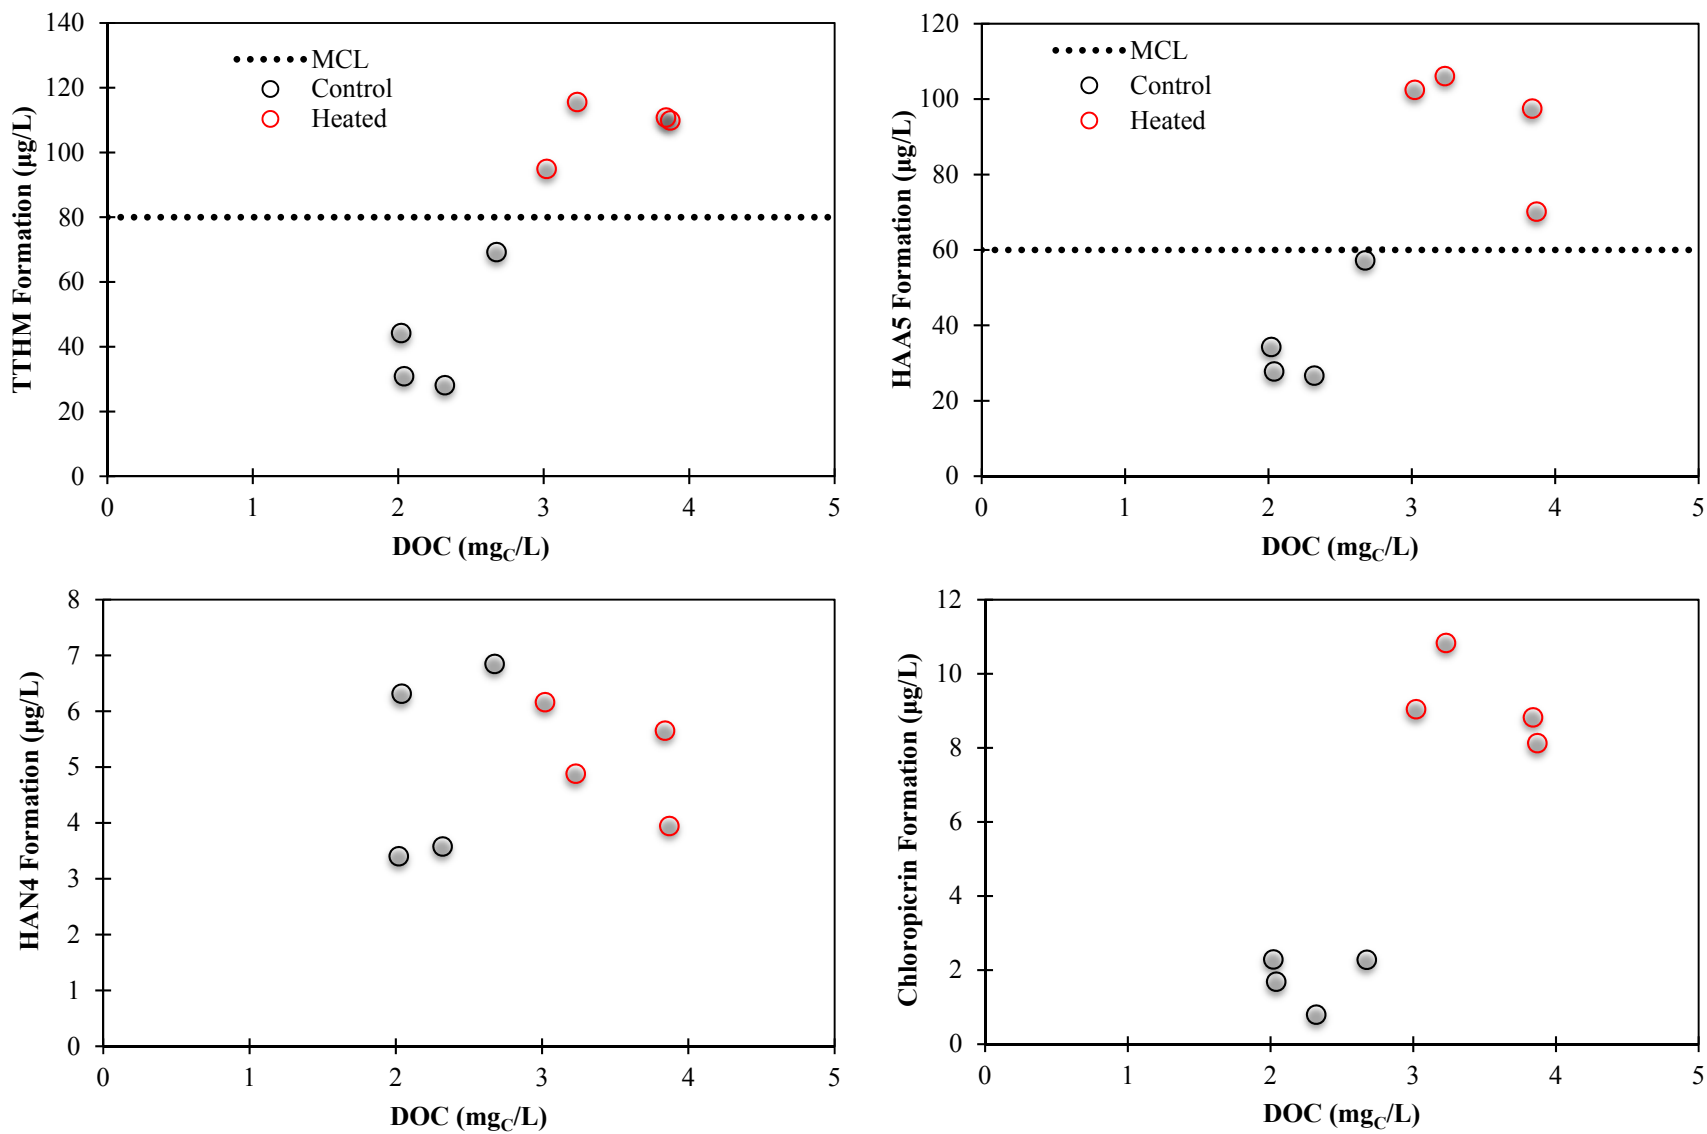 140
120
100
80
60
40
20
0
TTHM Formation (µg/L)
MCL
Control
Heated
0 1 2 3 4 5
DOC (mgC/L)
120
100
80
60
40
20
0
HAA5 Formation (µg/L)
MCL
Control
Heated
0 1 2 3 4 5
DOC (mgC/L)
8
7
6
5
4
3
2
1
0
HAN4 Formation (µg/L)
0 1 2 3 4 5
DOC (mgC/L)
12
10
8
6
4
2
0
Chloropicrin Formation (µg/L)
0 1 2 3 4 5
DOC (mgC/L)